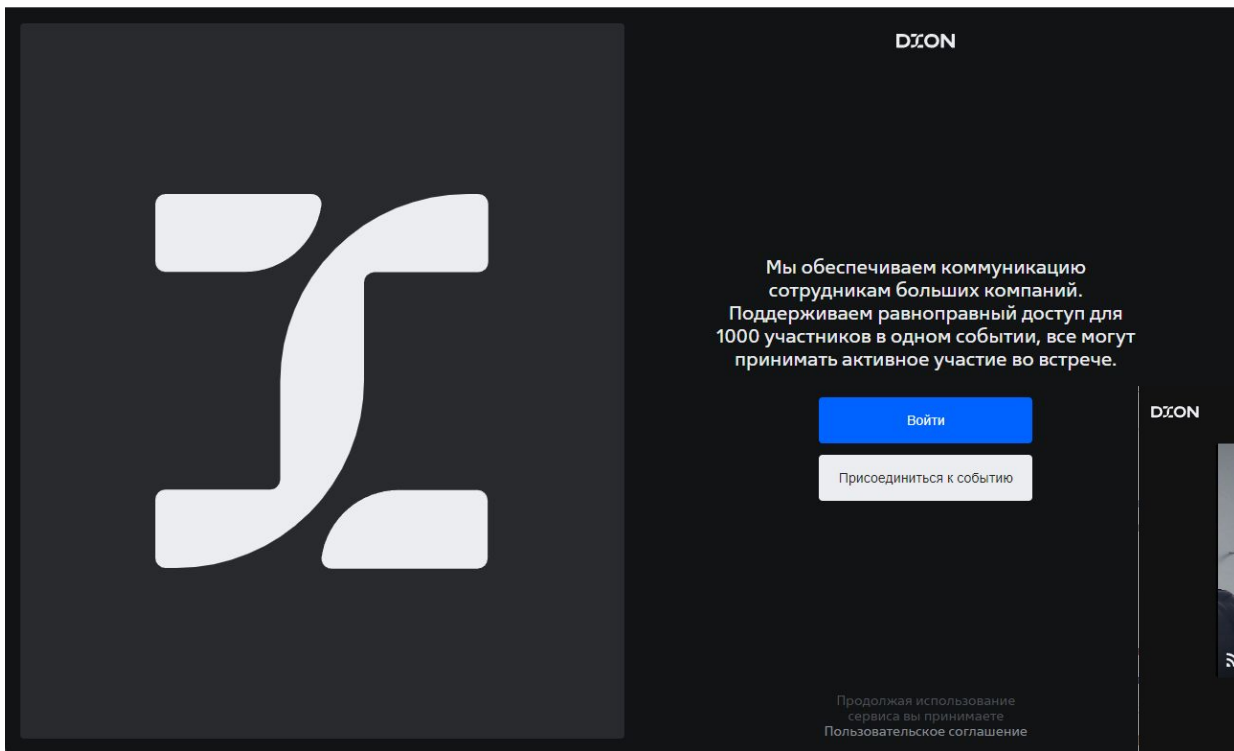 DION
Мы обеспечиваем коммуникацию
сотрудникам больших компаний.
Поддерживаем равноправный доступ для
1000 участников в одном событии, все могут
принимать активное участие во встрече.
Войти
Присоединиться к событию
DION
Продолжая использование
сервиса вы принимаете
Пользовательское соглашение